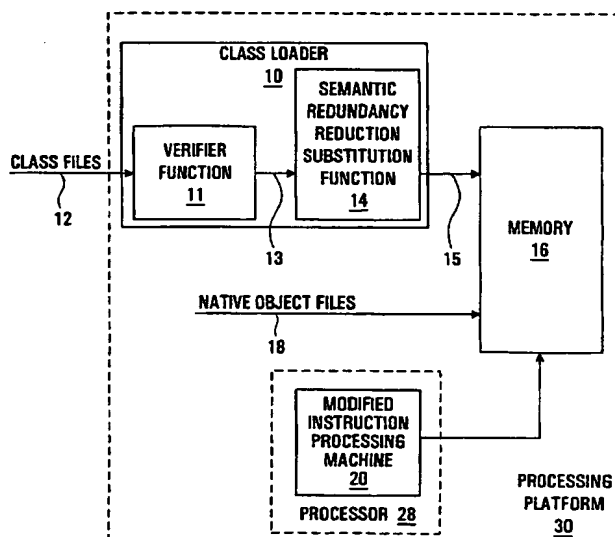 CLASS LOADER
10
SEMANTIC
REDUNDANCY
REDUCTION
SUBSTITUTION
FUNCTION
14
VERIFIER
FUNCTION
11
CLASS FILES
12
13
15
MEMORY
16
NATIVE OBJECT FILES
18
MODIFIED
INSTRUCTION
PROCESSING
MACHINE
20
PROCESSOR 28
PROCESSING
PLATFORM
30